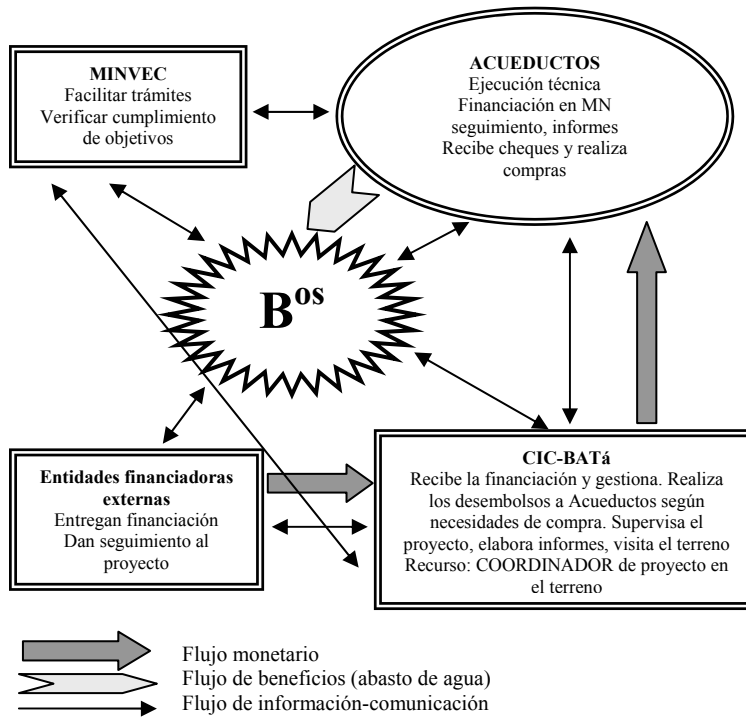 MINVEC
Facilitar trámites
Verificar cumplimiento
de objetivos
ACUEDUCTOS
Ejecución técnica
Financiación en MN
seguimiento, informes
Recibe cheques y realiza
compras
Bos
Entidades financiadoras
externas
Entregan financiación
Dan seguimiento al
proyecto
CIC-BATá
Recibe la financiación y gestiona. Realiza
los desembolsos a Acueductos según
necesidades de compra. Supervisa el
proyecto, elabora informes, visita el terreno
Recurso: COORDINADOR de proyecto en
el terreno
Flujo monetario
Flujo de beneficios (abasto de agua)
Flujo de información-comunicación